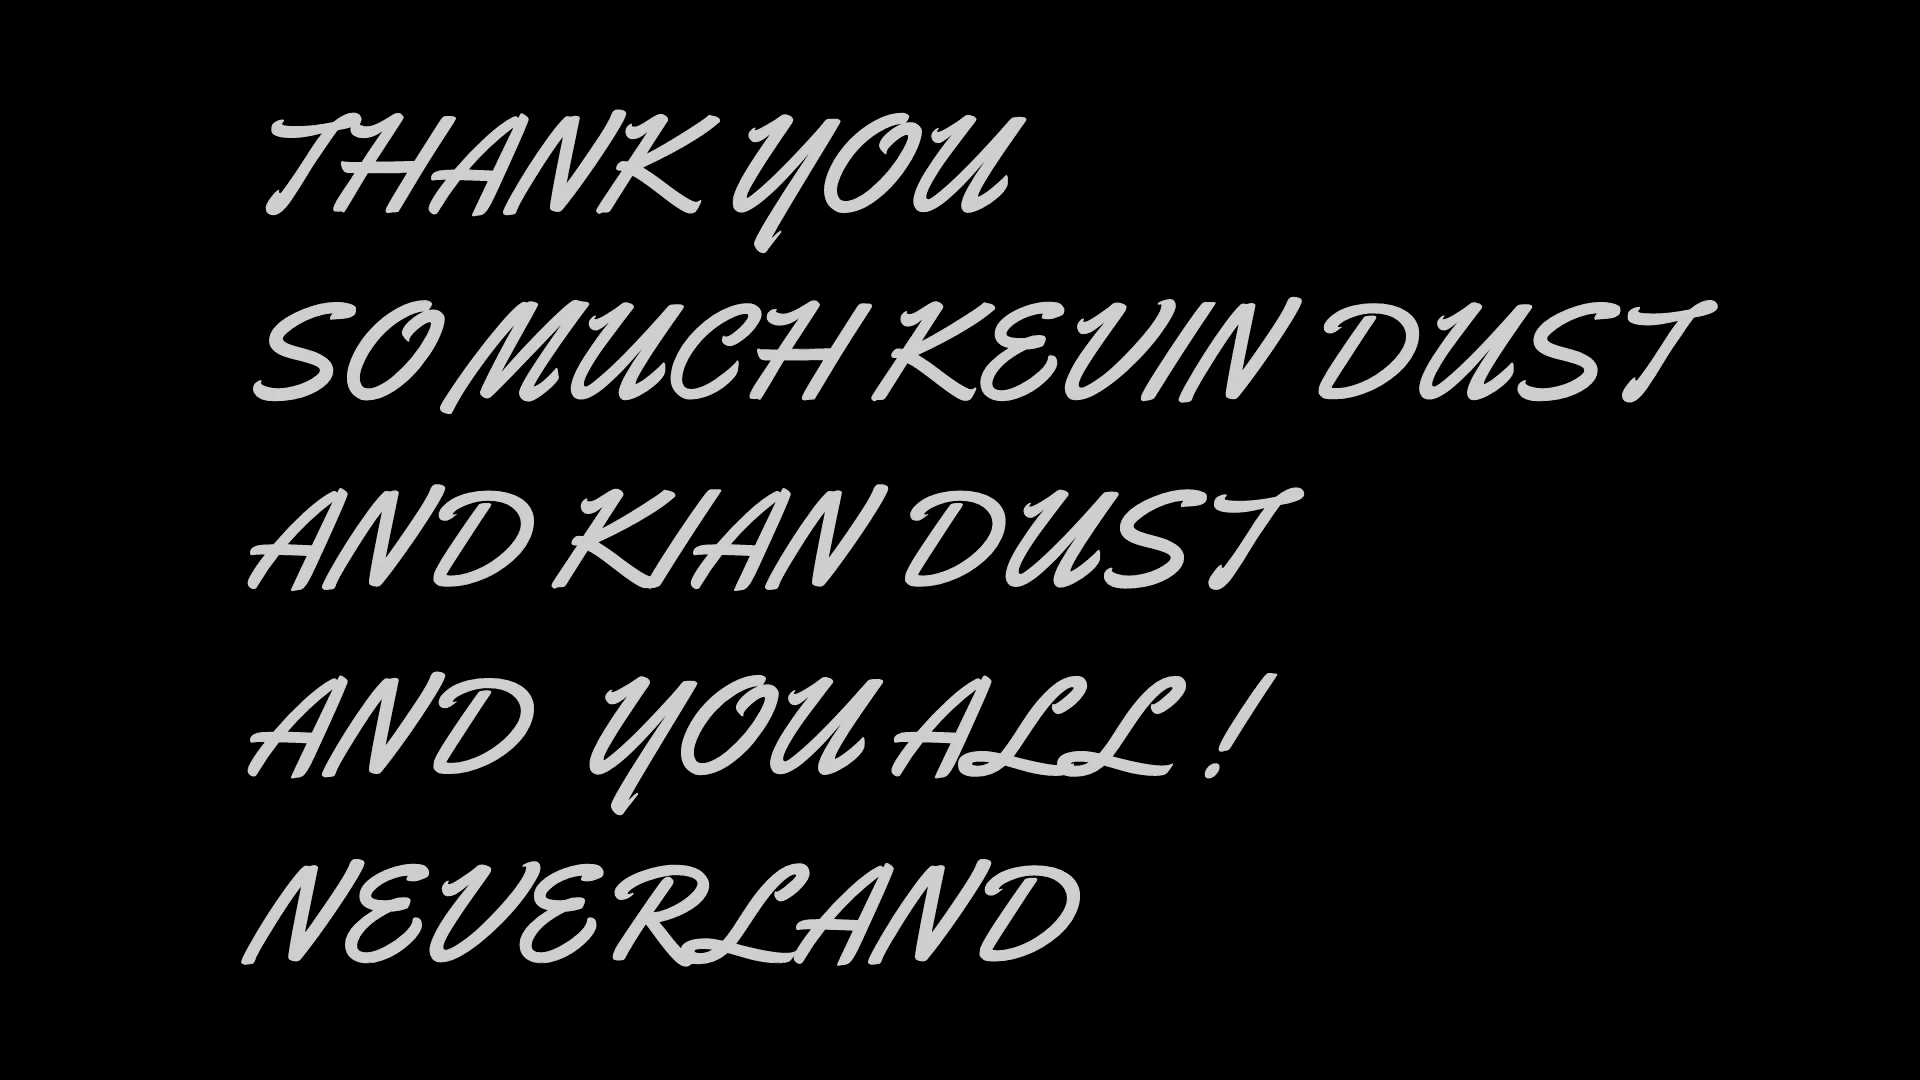 THANK YOU
SO MUCH KEVIN DUST
AND KIAN DUST
AND YOU ALL !
NEVERLAND